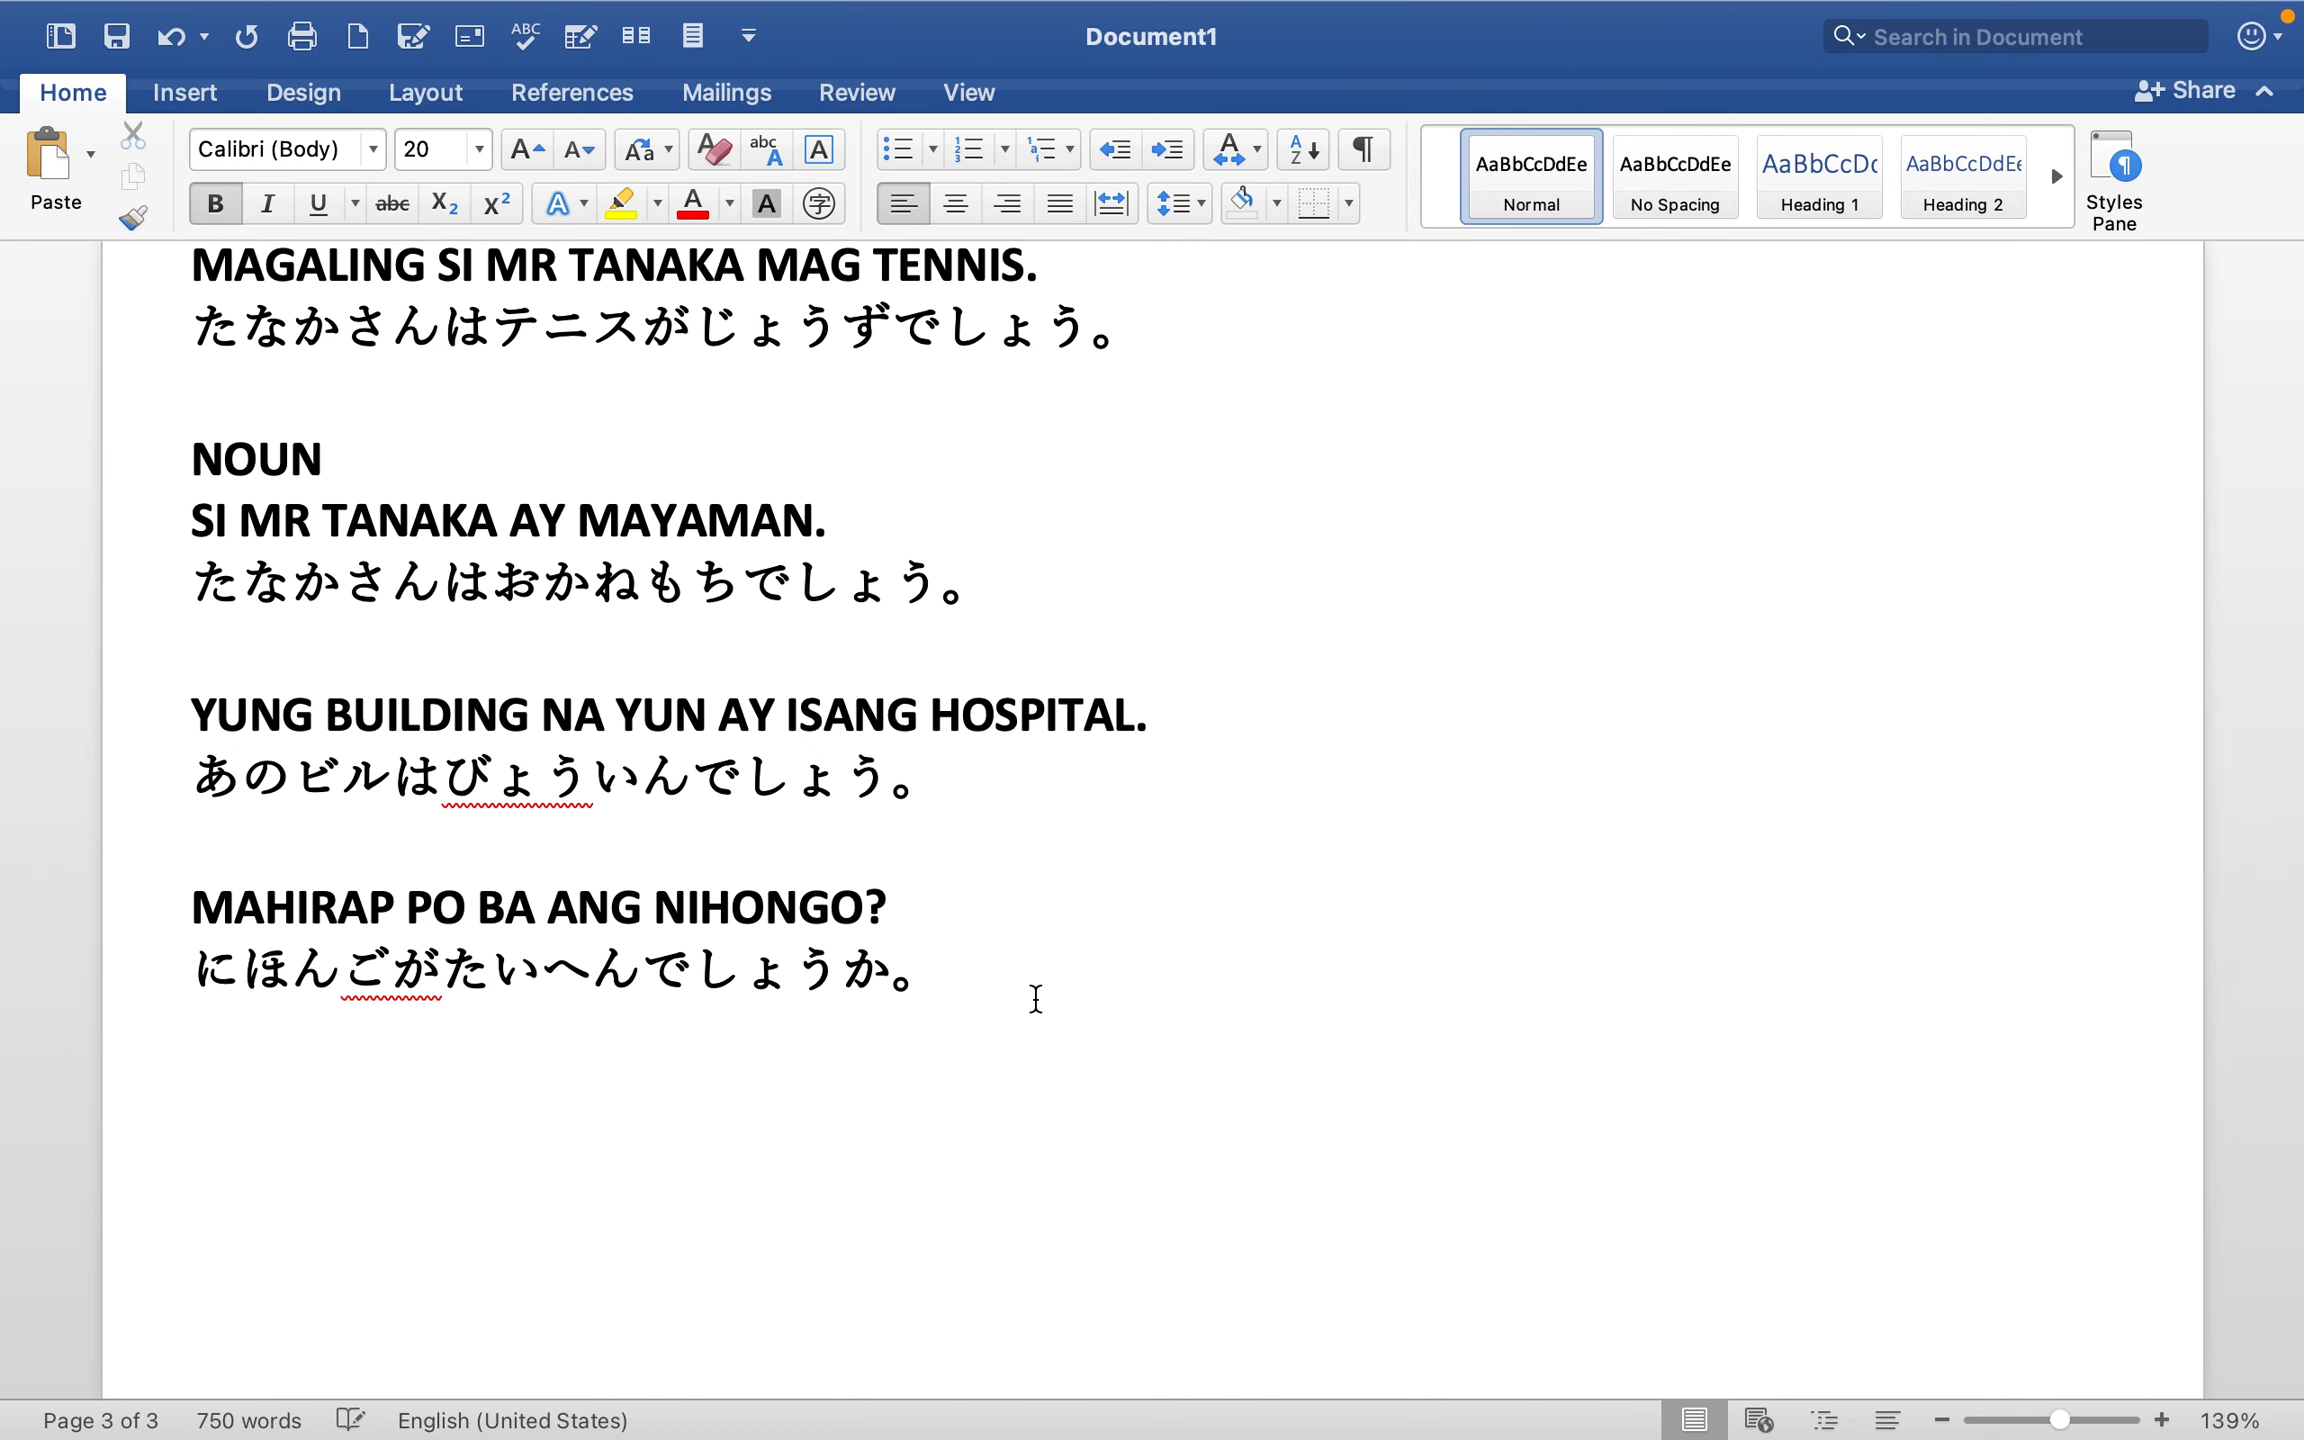 Document1
Search in Document
Home Insert Design Layout References Mailings Review View Share
Paste
Calibri (Body) 20
AaBbCcDdEe AaBbCcDdEe AaBbCcDc AaBbCcDdEe
Normal No Spacing Heading 1 Heading 2
Styles Pane
MAGALING SI MR TANAKA MAG TENNIS.
たなかさんはテニスがじょうずでしょう。
NOUN
SI MR TANAKA AY MAYAMAN.
たなかさんはおかねもちでしょう。
YUNG BUILDING NA YUN AY ISANG HOSPITAL.
あのビルはびょういんでしょう。
MAHIRAP PO BA ANG NIHONGO?
にほんごがたいへんでしょうか。
Page 3 of 3 750 words English (United States) 139%